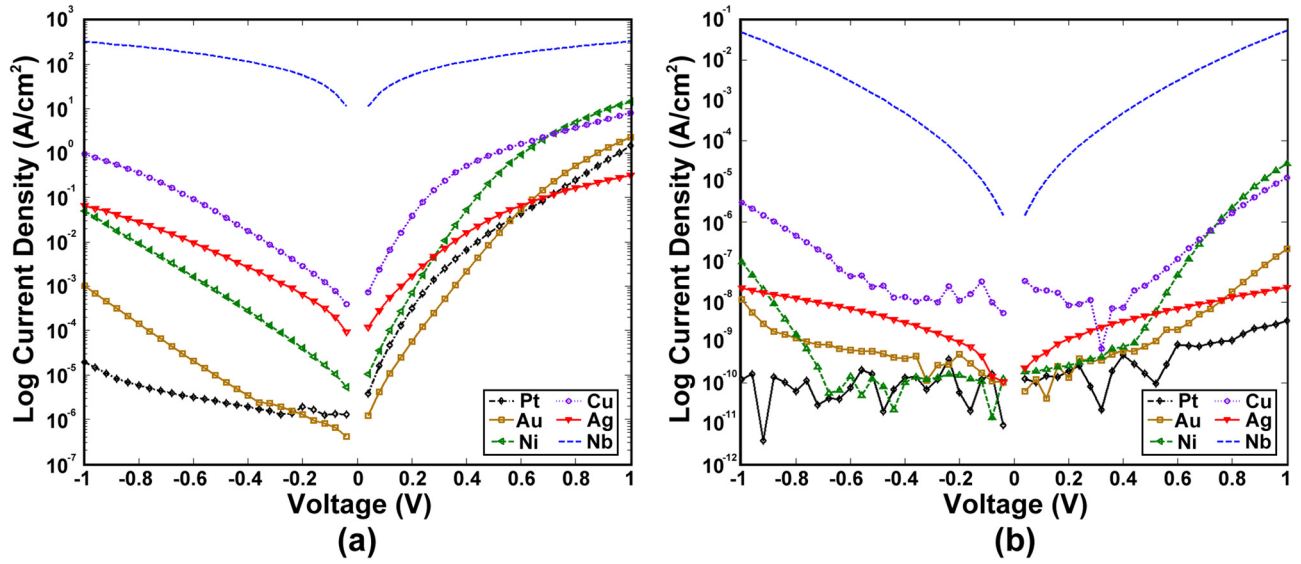 Log Current Density (A/cm²)
10³
10²
10¹
10⁰
10⁻¹
10⁻²
10⁻³
10⁻⁴
10⁻⁵
10⁻⁶
10⁻⁷
-1 -0.8 -0.6 -0.4 -0.2 0 0.2 0.4 0.6 0.8 1
Voltage (V)
Pt Cu
Au Ag
Ni Nb
(a)
Log Current Density (A/cm²)
10⁻¹
10⁻²
10⁻³
10⁻⁴
10⁻⁵
10⁻⁶
10⁻⁷
10⁻⁸
10⁻⁹
10⁻¹⁰
10⁻¹¹
10⁻¹²
-1 -0.8 -0.6 -0.4 -0.2 0 0.2 0.4 0.6 0.8 1
Voltage (V)
Pt Cu
Au Ag
Ni Nb
(b)